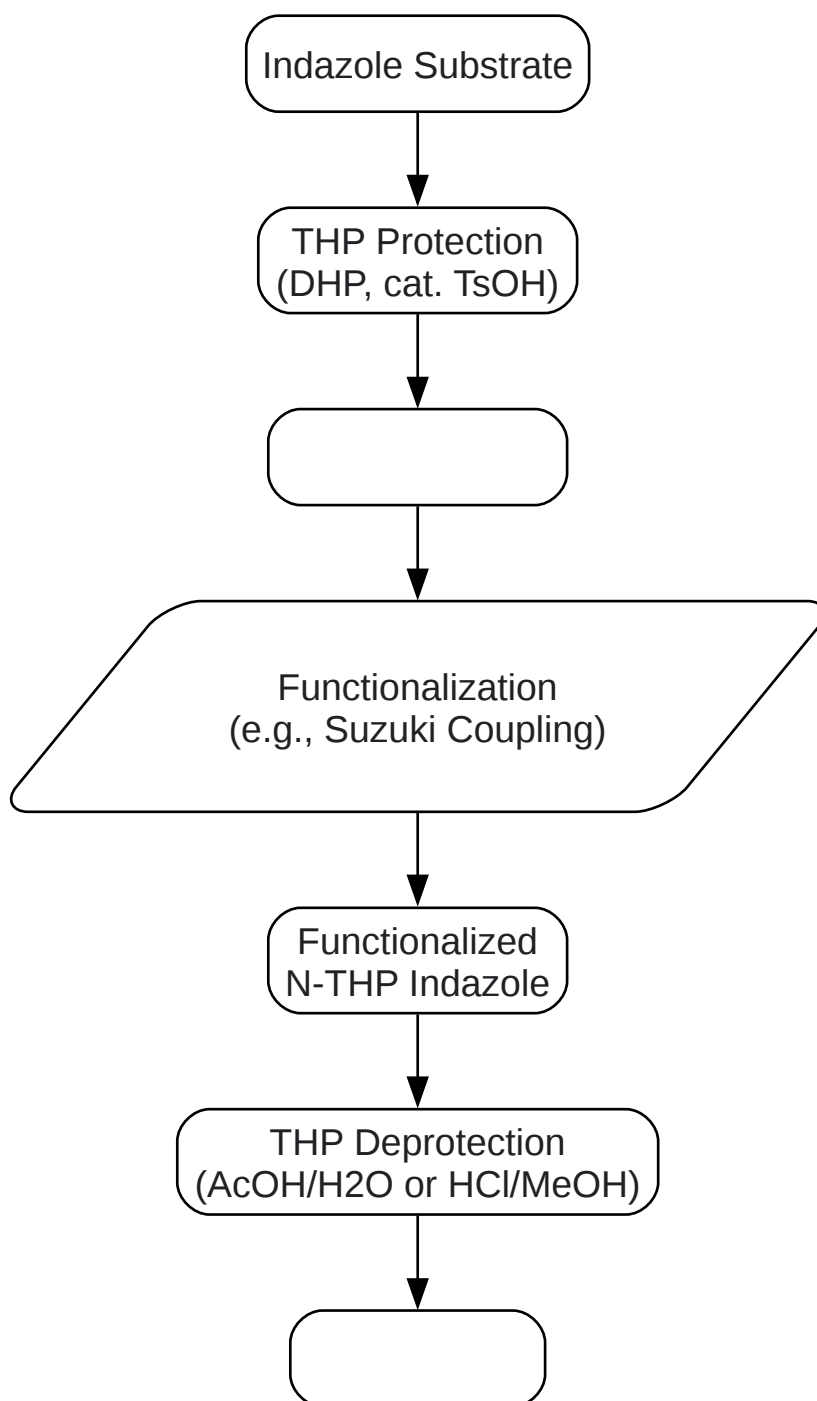 Indazole Substrate
THP Protection
(DHP, cat. TsOH)
Functionalization
(e.g., Suzuki Coupling)
Functionalized
N-THP Indazole
THP Deprotection
(AcOH/H2O or HCl/MeOH)